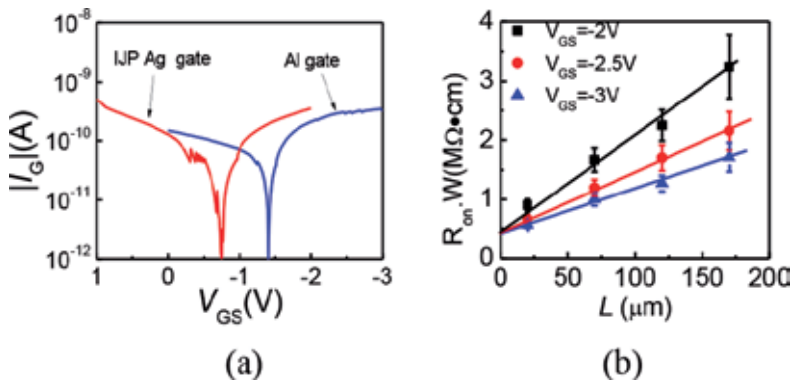 10⁻⁸
10⁻⁹
10⁻¹⁰
10⁻¹¹
10⁻¹²
|I_G|(A)
IJP Ag gate
Al gate
1 0 -1 -2 -3
V_GS(V)
(a)
4
3
2
1
0
R_on.W(MΩ•cm)
V_GS=-2V
V_GS=-2.5V
V_GS=-3V
0 50 100 150 200
L (μm)
(b)